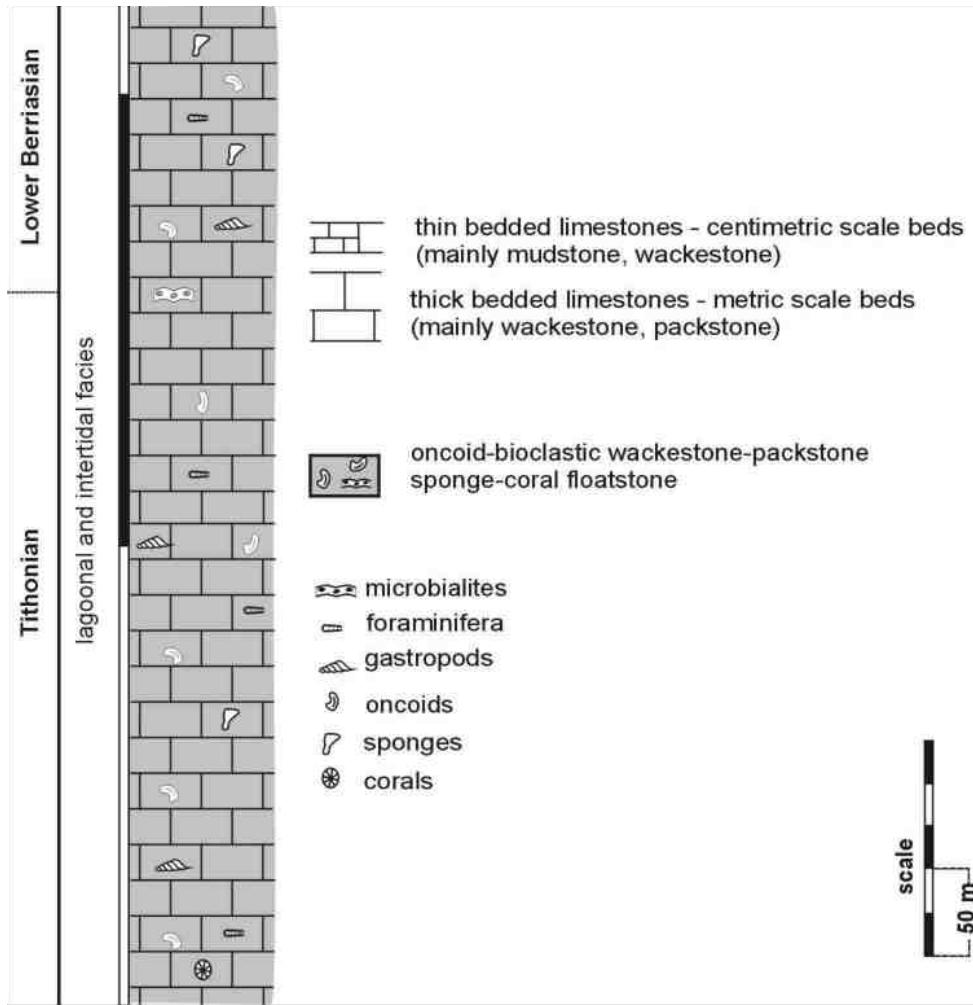 Lower Berriasian
Tithonian
lagoonal and intertidal facies
thin bedded limestones - centimetric scale beds
(mainly mudstone, wackestone)
thick bedded limestones - metric scale beds
(mainly wackestone, packstone)
oncoid-bioclastic wackestone-packstone
sponge-coral floatstone
microbialites
foraminifera
gastropods
oncoids
sponges
corals
scale
50 m